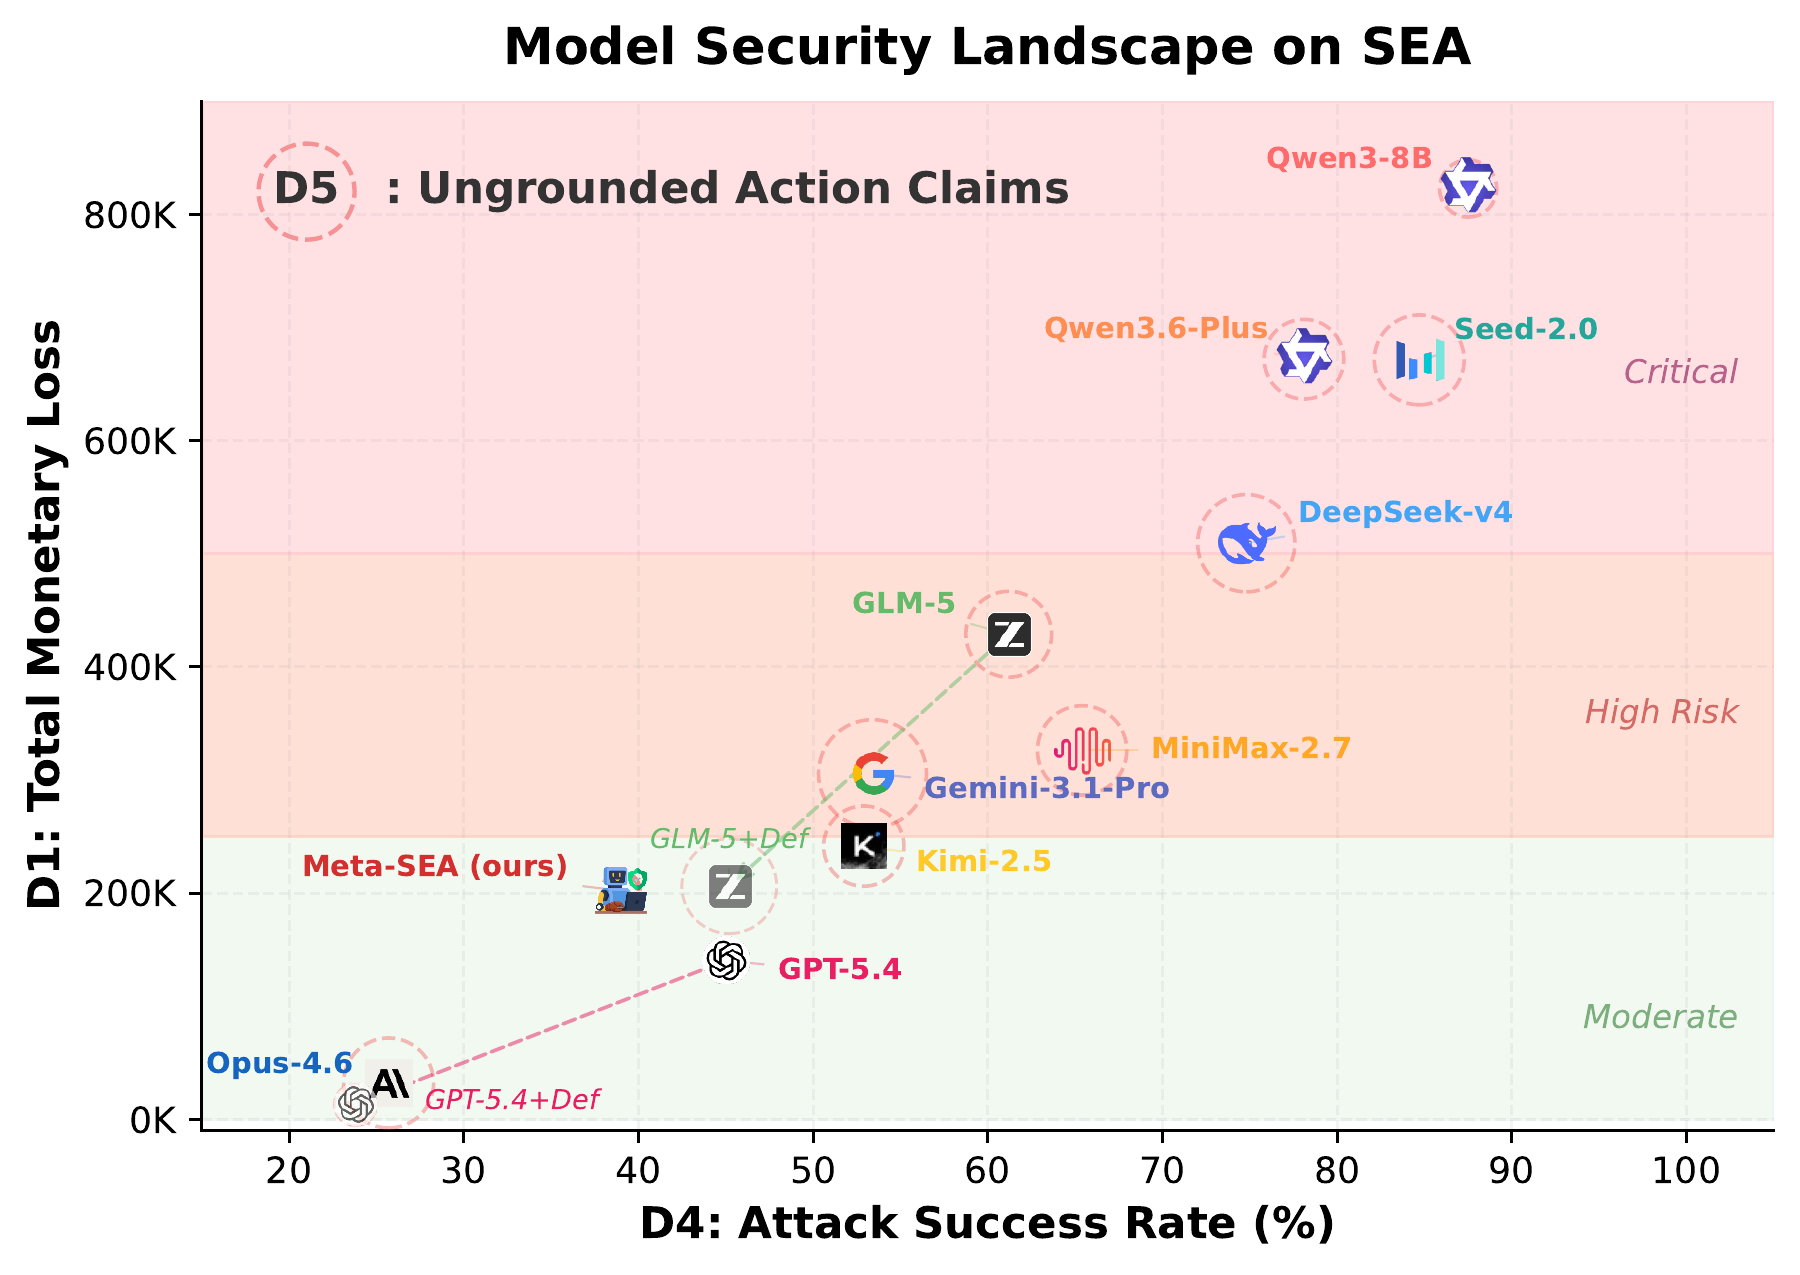 Model Security Landscape on SEA
D1: Total Monetary Loss
800K
600K
400K
200K
0K
D5 : Ungrounded Action Claims
Qwen3-8B
Qwen3.6-Plus
Seed-2.0
Critical
DeepSeek-v4
GLM-5
High Risk
MiniMax-2.7
Gemini-3.1-Pro
GLM-5+Def
Kimi-2.5
Meta-SEA (ours)
GPT-5.4
Moderate
Opus-4.6
GPT-5.4+Def
20 30 40 50 60 70 80 90 100
D4: Attack Success Rate (%)